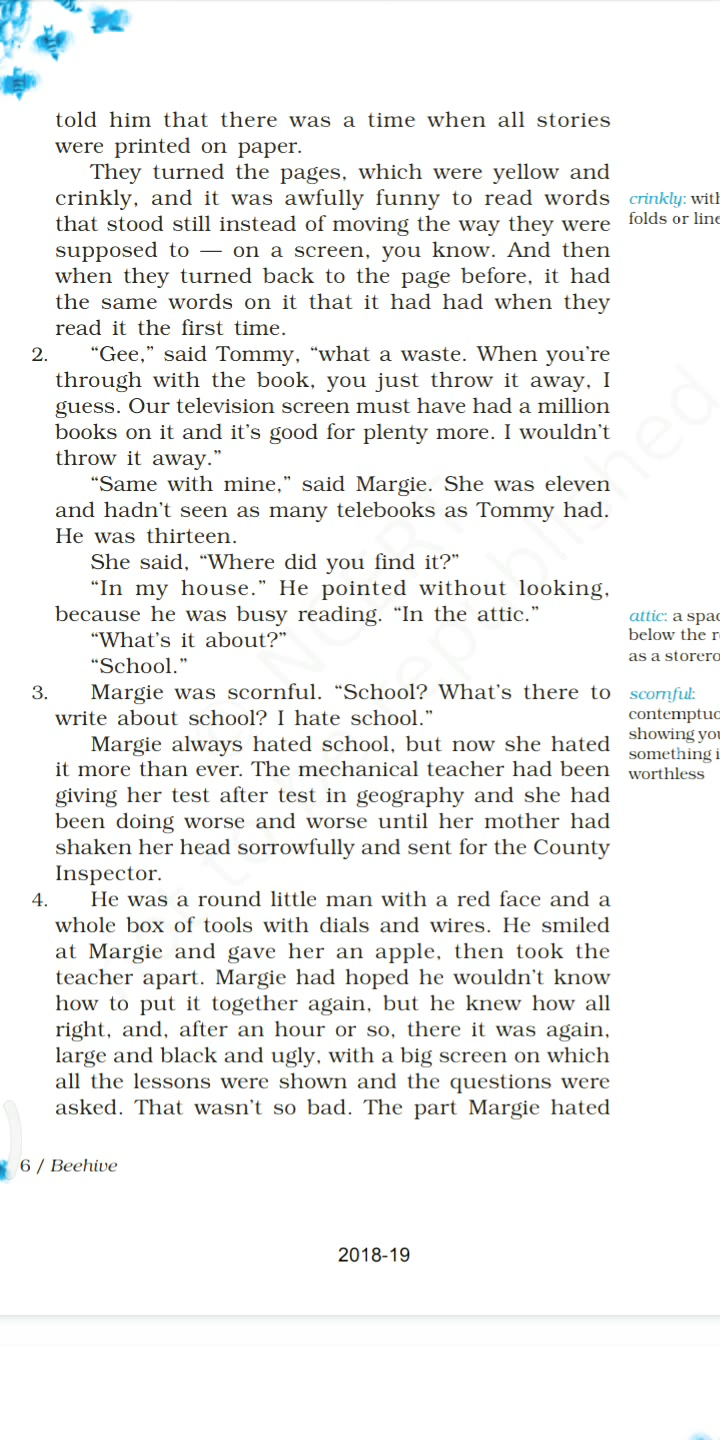 told him that there was a time when all stories
were printed on paper.
They turned the pages, which were yellow and
crinkly, and it was awfully funny to read words
that stood still instead of moving the way they were
supposed to — on a screen, you know. And then
when they turned back to the page before, it had
the same words on it that it had had when they
read it the first time.
crinkly: with
folds or line
2. “Gee,” said Tommy, “what a waste. When you’re
through with the book, you just throw it away, I
guess. Our television screen must have had a million
books on it and it’s good for plenty more. I wouldn’t
throw it away.”
“Same with mine,” said Margie. She was eleven
and hadn’t seen as many telebooks as Tommy had.
He was thirteen.
She said, “Where did you find it?”
“In my house.” He pointed without looking,
because he was busy reading. “In the attic.”
“What’s it about?”
“School.”
attic: a spac
below the r
as a storero
3. Margie was scornful. “School? What’s there to
write about school? I hate school.”
Margie always hated school, but now she hated
it more than ever. The mechanical teacher had been
giving her test after test in geography and she had
been doing worse and worse until her mother had
shaken her head sorrowfully and sent for the County
Inspector.
scornful:
contemptuo
showing you
something i
worthless
4. He was a round little man with a red face and a
whole box of tools with dials and wires. He smiled
at Margie and gave her an apple, then took the
teacher apart. Margie had hoped he wouldn’t know
how to put it together again, but he knew how all
right, and, after an hour or so, there it was again,
large and black and ugly, with a big screen on which
all the lessons were shown and the questions were
asked. That wasn’t so bad. The part Margie hated
6 / Beehive
2018-19